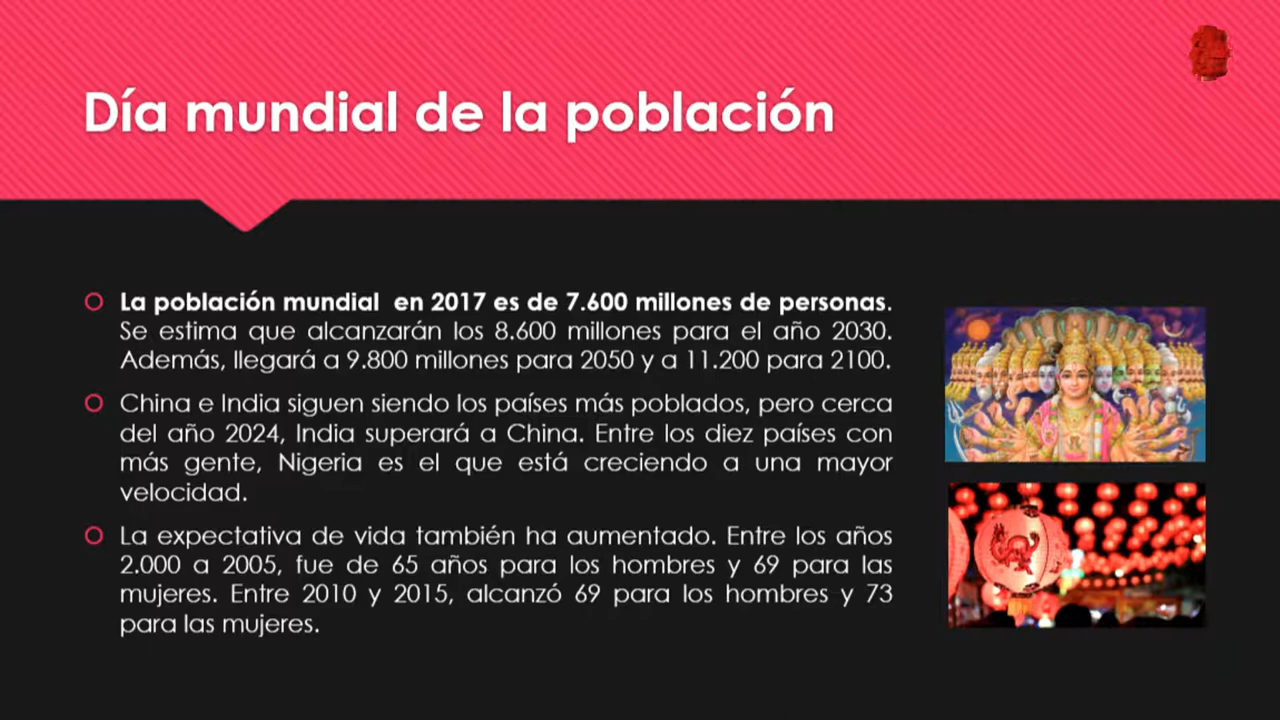 Día mundial de la población
La población mundial en 2017 es de 7.600 millones de personas.
Se estima que alcanzarán los 8.600 millones para el año 2030.
Además, llegará a 9.800 millones para 2050 y a 11.200 para 2100.
China e India siguen siendo los países más poblados, pero cerca
del año 2024, India superará a China. Entre los diez países con
más gente, Nigeria es el que está creciendo a una mayor
velocidad.
La expectativa de vida también ha aumentado. Entre los años
2.000 a 2005, fue de 65 años para los hombres y 69 para las
mujeres. Entre 2010 y 2015, alcanzó 69 para los hombres y 73
para las mujeres.